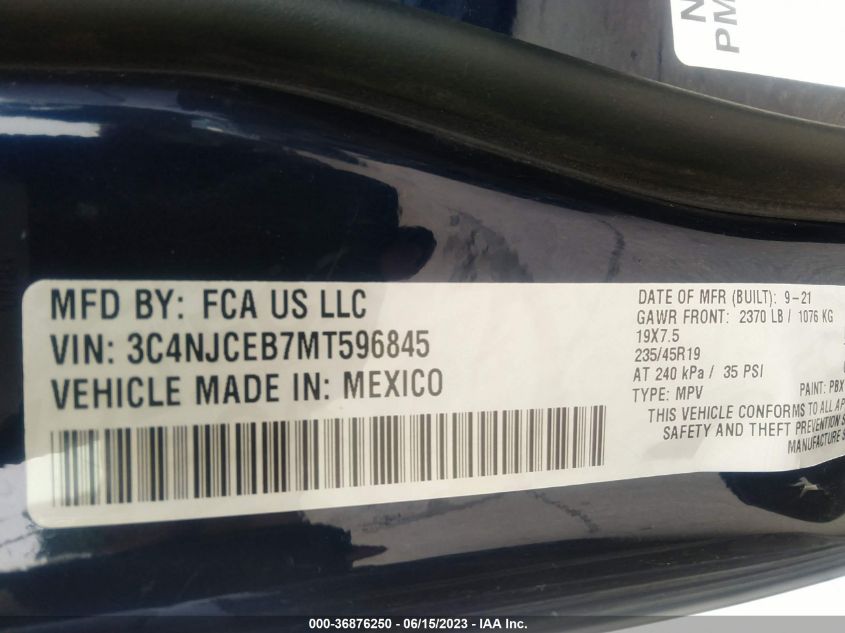 N
PM
MFD BY: FCA US LLC
VIN: 3C4NJCEB7MT596845
VEHICLE MADE IN: MEXICO
DATE OF MFR (BUILT): 9-21
GAWR FRONT: 2370 LB / 1076 KG
19X7.5
235/45R19
AT 240 kPa / 35 PSI
TYPE: MPV
PAINT: PBX
THIS VEHICLE CONFORMS TO ALL AP
SAFETY AND THEFT PREVENTION S
MANUFACTURE S
000-36876250 - 06/15/2023 - © IAA Inc.